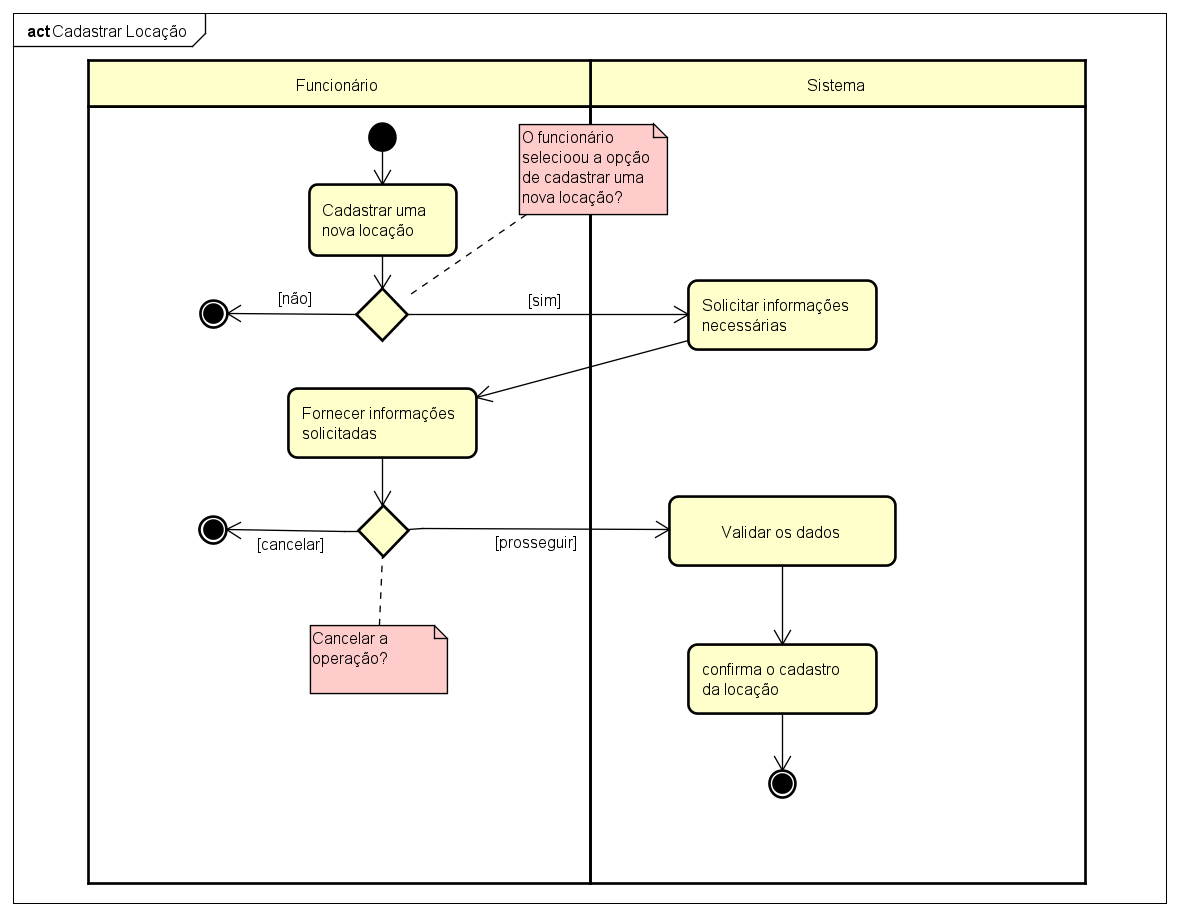 act Cadastrar Locação
Funcionário
Sistema
O funcionário
selecioou a opção
de cadastrar uma
nova locação?
Cadastrar uma
nova locação
[não]
[sim]
Solicitar informações
necessárias
Fornecer informações
solicitadas
[cancelar]
[prosseguir]
Validar os dados
Cancelar a
operação?
confirma o cadastro
da locação